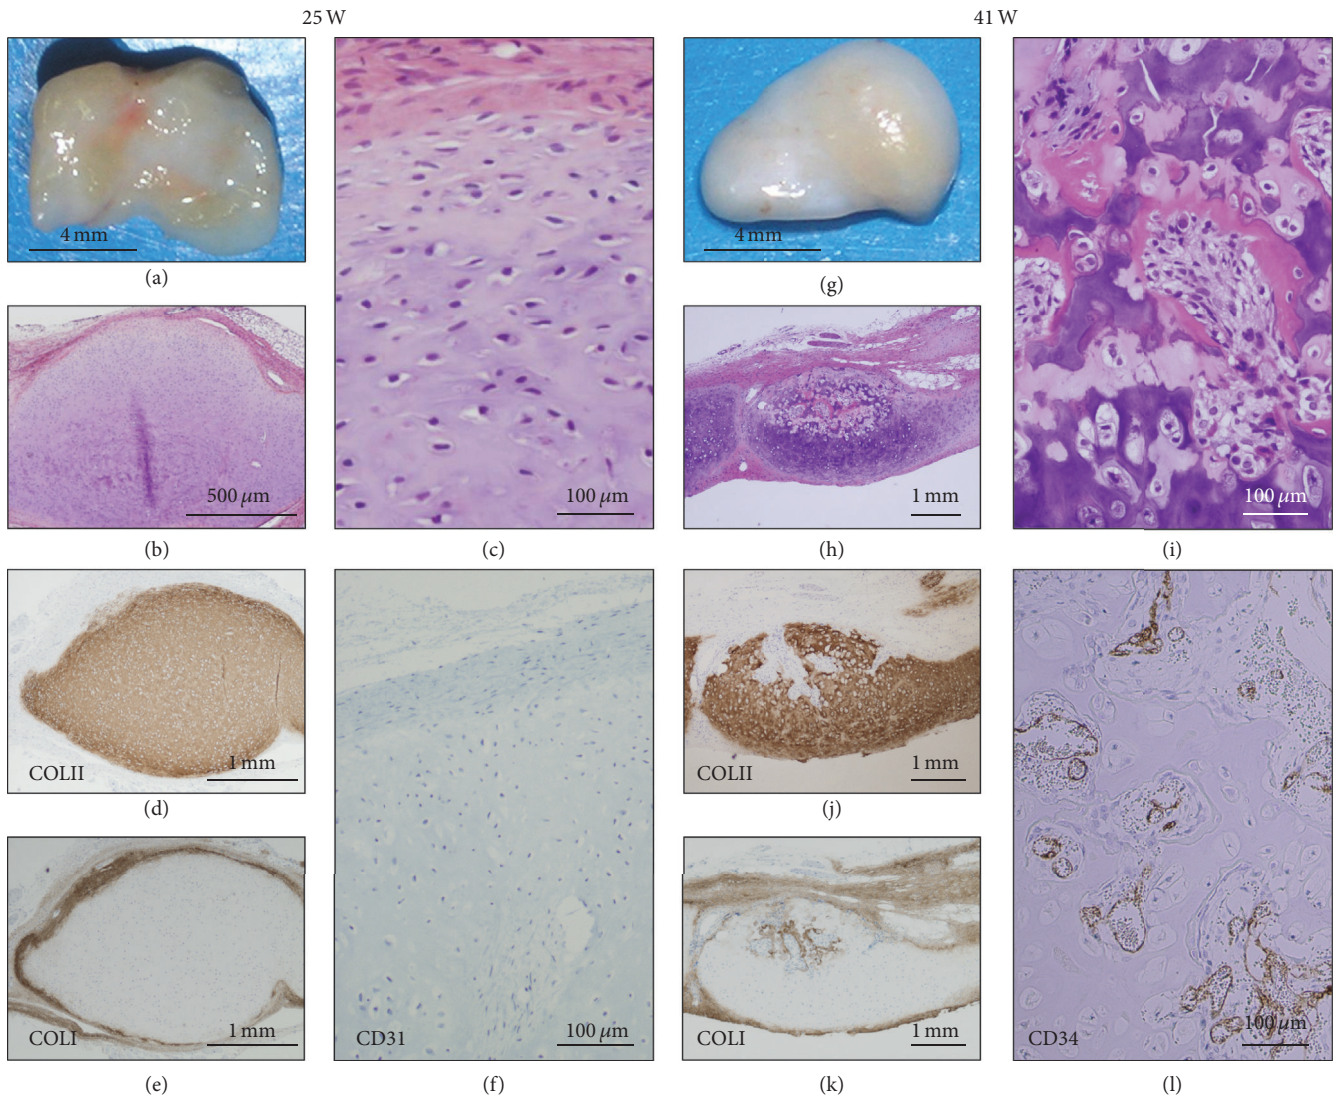 25 W
41 W
4 mm
(a)
4 mm
(g)
500 μm
(b)
100 μm
(c)
1 mm
(h)
100 μm
(i)
COLII
1 mm
(d)
COLII
1 mm
(j)
COLI
1 mm
(e)
CD31
100 μm
(f)
COLI
1 mm
(k)
CD34
100 μm
(l)